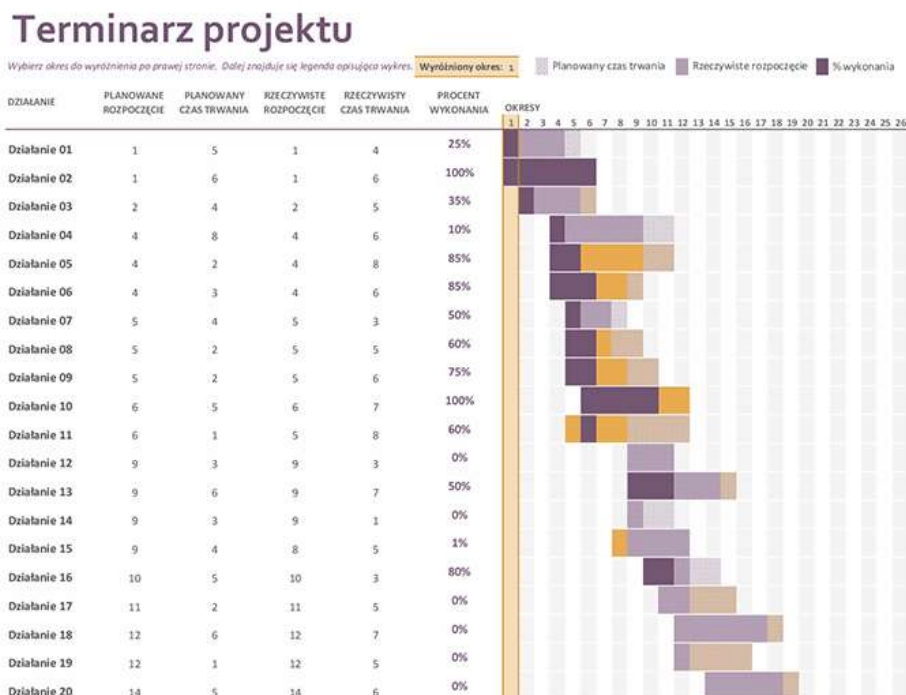 Terminarz projektu
Wybierz okres do wyróżnienia po prawej stronie. Dalej znajduje się legenda opisująca wykres. Wyróżniony okres: 1 Planowany czas trwania Rzeczywiste rozpoczęcie % wykonania
DZIAŁANIE PLANOWANE ROZPOCZĘCIE PLANOWANY CZAS TRWANIA RZECZYWISTE ROZPOCZĘCIE RZECZYWISTY CZAS TRWANIA PROCENT WYKONANIA OKRESY
1 2 3 4 5 6 7 8 9 10 11 12 13 14 15 16 17 18 19 20 21 22 23 24 25 26
Działanie 01 1 5 1 4 25%
Działanie 02 1 6 1 6 100%
Działanie 03 2 4 2 5 35%
Działanie 04 4 8 4 6 10%
Działanie 05 4 2 4 8 85%
Działanie 06 4 3 4 6 85%
Działanie 07 5 4 5 3 50%
Działanie 08 5 2 5 5 60%
Działanie 09 5 2 5 6 75%
Działanie 10 6 5 6 7 100%
Działanie 11 6 1 5 8 60%
Działanie 12 9 3 9 3 0%
Działanie 13 9 6 9 7 50%
Działanie 14 9 3 9 1 0%
Działanie 15 9 4 8 5 1%
Działanie 16 10 5 10 3 80%
Działanie 17 11 2 11 5 0%
Działanie 18 12 6 12 7 0%
Działanie 19 12 1 12 5 0%
Działanie 20 14 5 14 6 0%